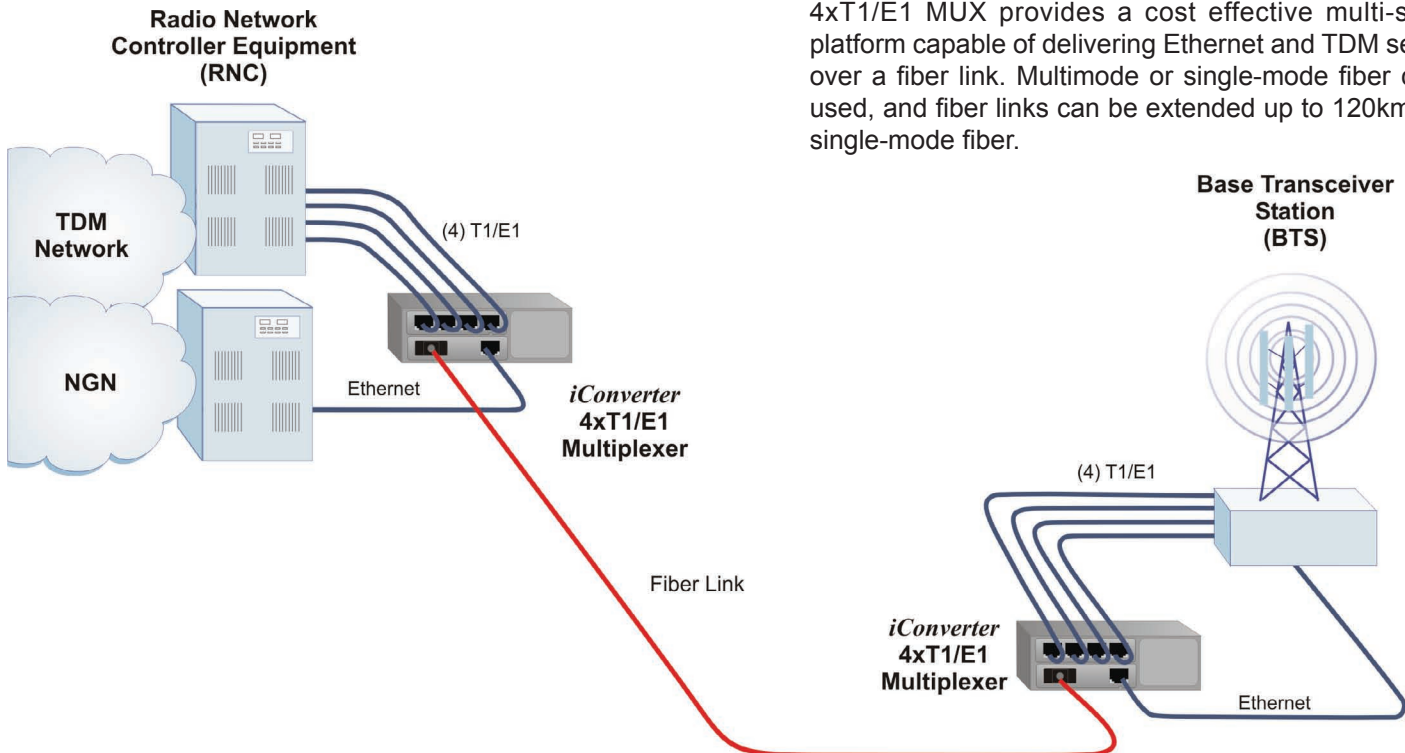 Radio Network
Controller Equipment
(RNC)
4xT1/E1 MUX provides a cost effective multi-s
platform capable of delivering Ethernet and TDM se
over a fiber link. Multimode or single-mode fiber
used, and fiber links can be extended up to 120km
single-mode fiber.
Base Transceiver
Station
(BTS)
TDM
Network
(4) T1/E1
NGN
Ethernet
iConverter
4xT1/E1
Multiplexer
(4) T1/E1
Fiber Link
iConverter
4xT1/E1
Multiplexer
Ethernet